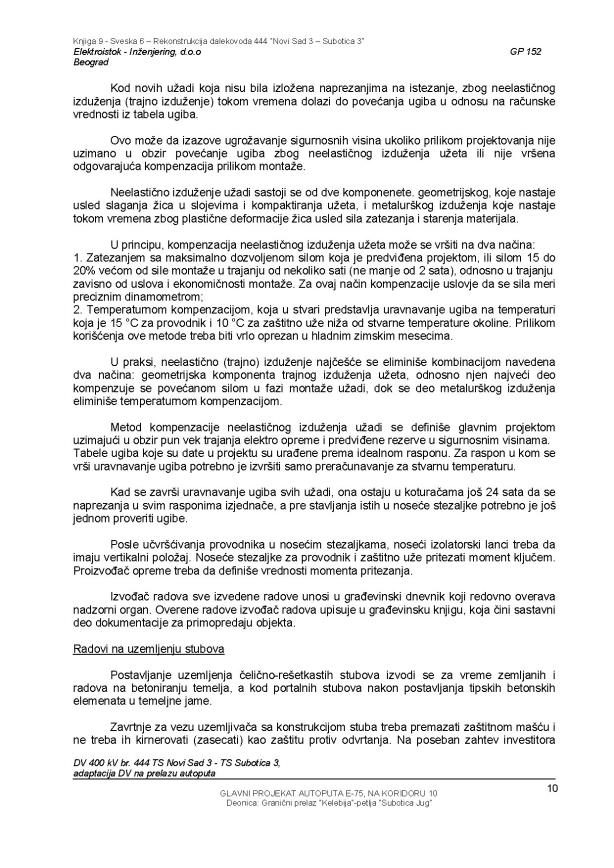 Knjiga 9 - Sveska 6 – Rekonstrukcija dalekovoda 444 "Novi Sad 3 – Subotica 3"
Elektroistok - Inženjering, d.o.o GP 152
Beograd
Kod novih užadi koja nisu bila izložena naprezanjima na istezanje, zbog neelastičnog
izduženja (trajno izduženje) tokom vremena dolazi do povećanja ugiba u odnosu na računske
vrednosti iz tabela ugiba.
Ovo može da izazove ugrožavanje sigurnosnih visina ukoliko prilikom projektovanja nije
uzimano u obzir povećanje ugiba zbog neelastičnog izduženja užeta ili nije vršena
odgovarajuća kompenzacija prilikom montaže.
Neelastično izduženje užadi sastoji se od dve komponenete. geometrijskog, koje nastaje
usled slaganja žica u slojevima i kompaktiranja užeta, i metalurškog izduženja koje nastaje
tokom vremena zbog plastične deformacije žica usled sila zatezanja i starenja materijala.
U principu, kompenzacija neelastičnog izduženja užeta može se vršiti na dva načina:
1. Zatezanjem sa maksimalno dozvoljenom silom koja je predviđena projektom, ili silom 15 do
20% većom od sile montaže u trajanju od nekoliko sati (ne manje od 2 sata), odnosno u trajanju
zavisno od uslova i ekonomičnosti montaže. Za ovaj način kompenzacije uslovje da se sila meri
preciznim dinamometrom;
2. Temperaturnom kompenzacijom, koja u stvari predstavlja uravnavanje ugiba na temperaturi
koja je 15 °C za provodnik i 10 °C za zaštitno uže niža od stvarne temperature okoline. Prilikom
korišćenja ove metode treba biti vrlo oprezan u hladnim zimskim mesecima.
U praksi, neelastično (trajno) izduženje najčešće se eliminiše kombinacijom navedena
dva načina: geometrijska komponenta trajnog izduženja užeta, odnosno njen najveći deo
kompenzuje se povećanom silom u fazi montaže užadi, dok se deo metalurškog izduženja
eliminiše temperaturnom kompenzacijom.
Metod kompenzacije neelastičnog izduženja užadi se definiše glavnim projektom
uzimajući u obzir pun vek trajanja elektro opreme i predviđene rezerve u sigurnosnim visinama.
Tabele ugiba koje su date u projektu su urađene prema idealnom rasponu. Za raspon u kom se
vrši uravnavanje ugiba potrebno je izvršiti samo preračunavanje za stvarnu temperaturu.
Kad se završi uravnavanje ugiba svih užadi, ona ostaju u koturačama još 24 sata da se
naprezanja u svim rasponima izjednače, a pre stavljanja istih u noseće stezaljke potrebno je još
jednom proveriti ugibe.
Posle učvršćivanja provodnika u nosećim stezaljkama, noseći izolatorski lanci treba da
imaju vertikalni položaj. Noseće stezaljke za provodnik i zaštitno uže pritezati moment ključem.
Proizvođač opreme treba da definiše vrednosti momenta pritezanja.
Izvođač radova sve izvedene radove unosi u građevinski dnevnik koji redovno overava
nadzorni organ. Overene radove izvođač radova upisuje u građevinsku knjigu, koja čini sastavni
deo dokumentacije za primopredaju objekta.
Radovi na uzemljenju stubova
Postavljanje uzemljenja čelično-rešetkastih stubova izvodi se za vreme zemljanih i
radova na betoniranju temelja, a kod portalnih stubova nakon postavljanja tipskih betonskih
elemenata u temeljne jame.
Zavrtnje za vezu uzemljivača sa konstrukcijom stuba treba premazati zaštitnom mašću i
ne treba ih kirnerovati (zasecati) kao zaštitu protiv odvrtanja. Na poseban zahtev investitora
DV 400 kV br. 444 TS Novi Sad 3 - TS Subotica 3,
adaptacija DV na prelazu autoputa
10
GLAVNI PROJEKAT AUTOPUTA E-75, NA KORIDORU 10
Deonica: Granični prelaz "Kelebija"-petlja "Subotica Jug"